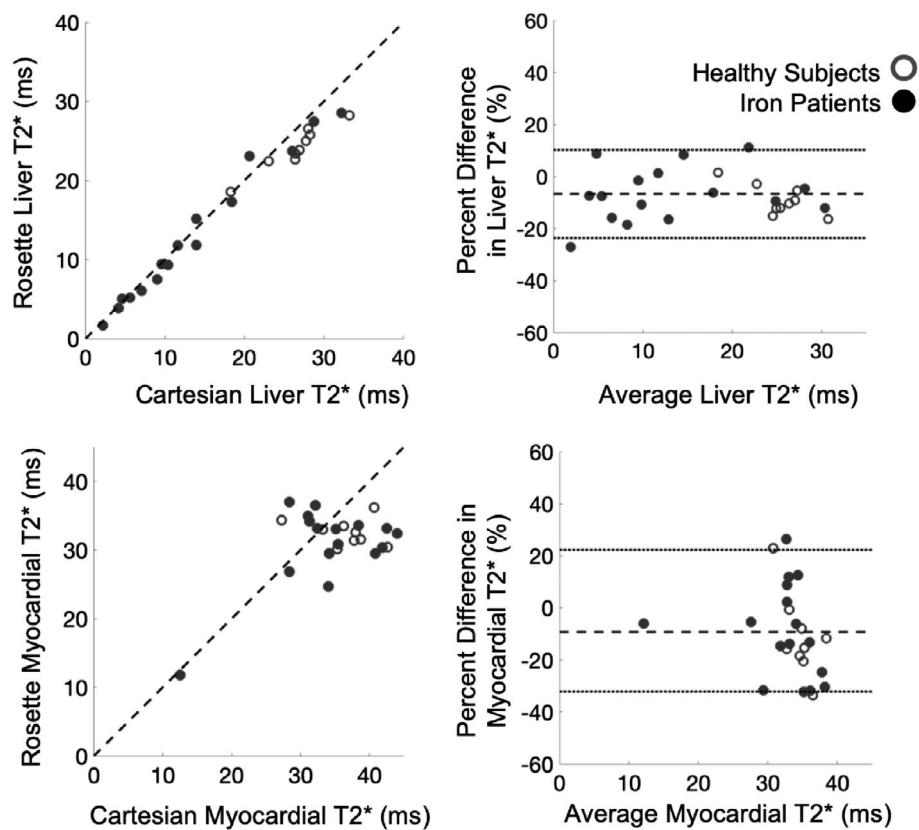 40
30
20
10
0
0 10 20 30 40
Rosette Liver T2* (ms)
Cartesian Liver T2* (ms)
60
40
20
0
-20
-40
-60
0 10 20 30
Percent Difference
in Liver T2* (%)
Average Liver T2* (ms)
Healthy Subjects
Iron Patients
40
30
20
10
0
0 10 20 30 40
Rosette Myocardial T2* (ms)
Cartesian Myocardial T2* (ms)
60
40
20
0
-20
-40
-60
0 10 20 30 40
Percent Difference in
Myocardial T2* (%)
Average Myocardial T2* (ms)